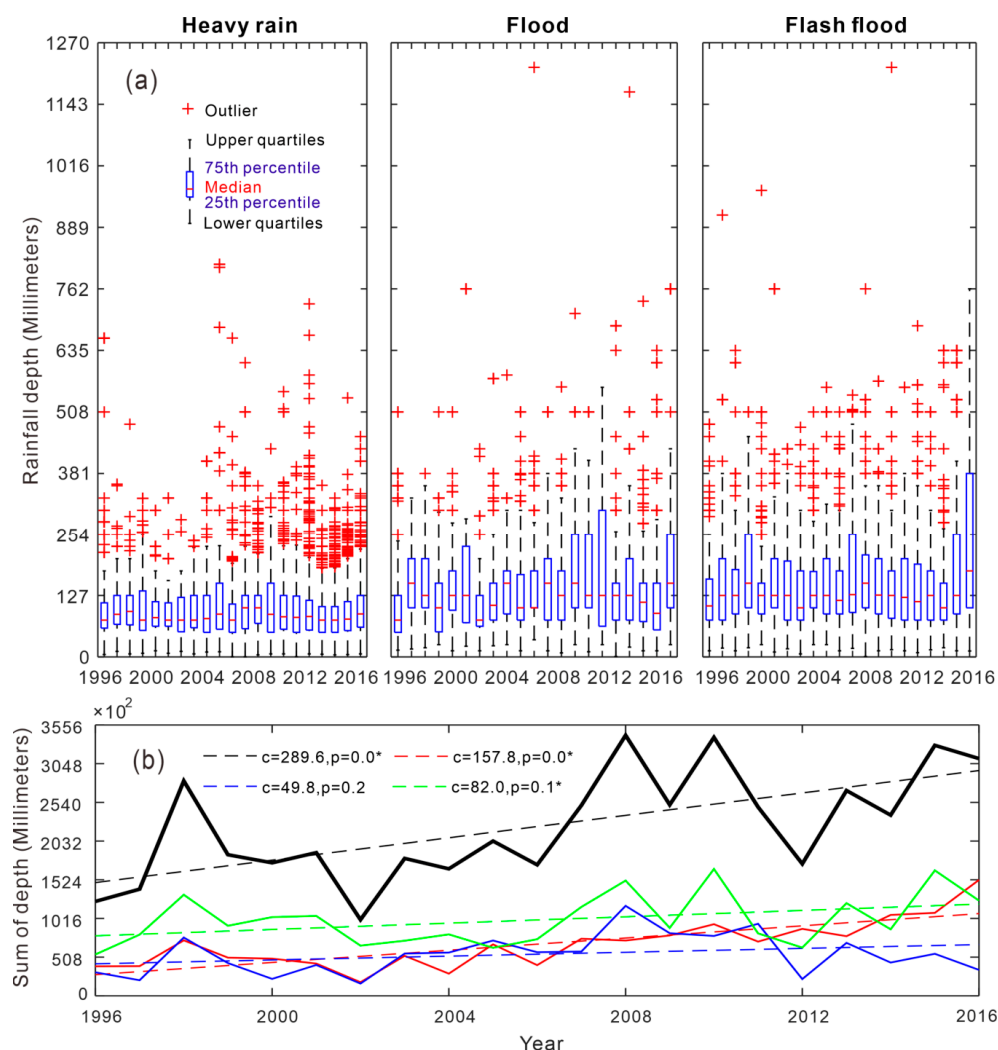 Heavy rain Flood Flash flood
(a)
1270
1143
1016
889
762
635
508
381
254
127
0
Rainfall depth (Millimeters)
Outlier
Upper quartiles
75th percentile
Median
25th percentile
Lower quartiles
1996 2000 2004 2008 2012 2016 1996 2000 2004 2008 2012 2016 1996 2000 2004 2008 2012 2016
×10²
(b)
3556
3048
2540
2032
1524
1016
508
0
Sum of depth (Millimeters)
c=289.6,p=0.0* c=157.8,p=0.0*
c=49.8,p=0.2 c=82.0,p=0.1*
1996 2000 2004 2008 2012 2016
Year